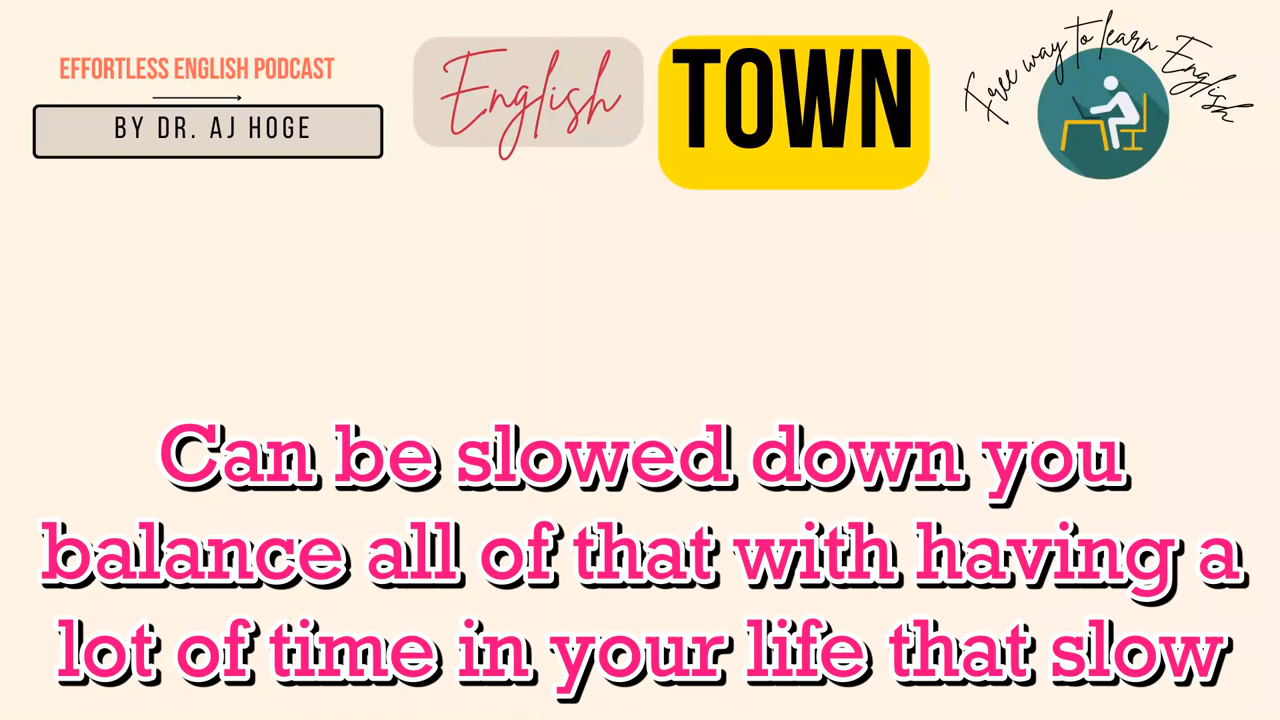 EFFORTLESS ENGLISH PODCAST
BY DR. AJ HOGE
English
TOWN
Free way to learn English
Can be slowed down you
balance all of that with having a
lot of time in your life that slow